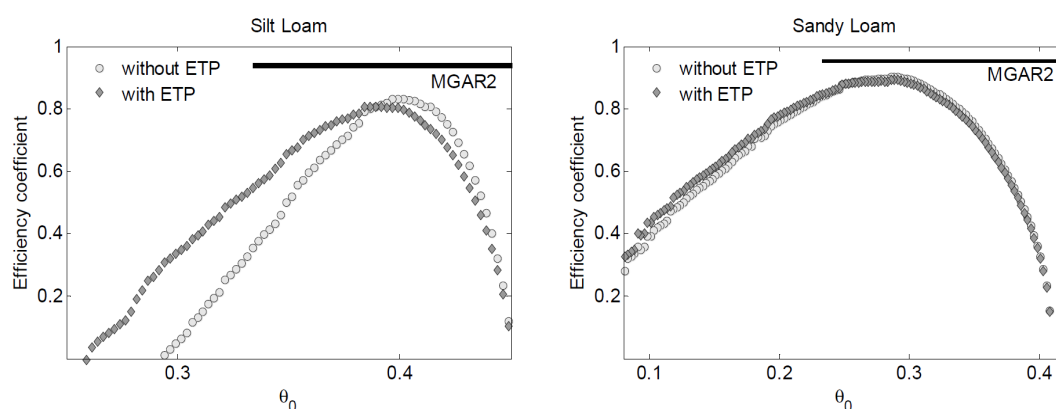 Silt Loam
1
0.8
0.6
0.4
0.2
0.3
0.4
Efficiency coefficient
θ0
without ETP
with ETP
MGAR2
Sandy Loam
1
0.8
0.6
0.4
0.2
0.1
0.2
0.3
0.4
Efficiency coefficient
θ0
without ETP
with ETP
MGAR2